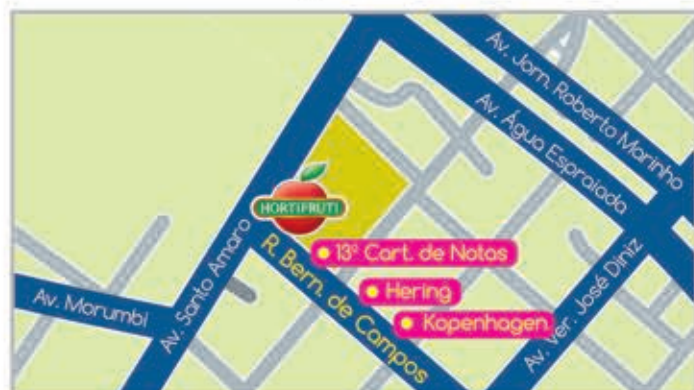 Av. Jorn. Roberto Marinho
Av. Água Espraiada
HORTIFRUTI
13º Cart. de Notas
Hering
Kopenhagen
R. Bern. de Campos
Av. Santo Amaro
Av. Morumbi
Av. Ver. José Diniz